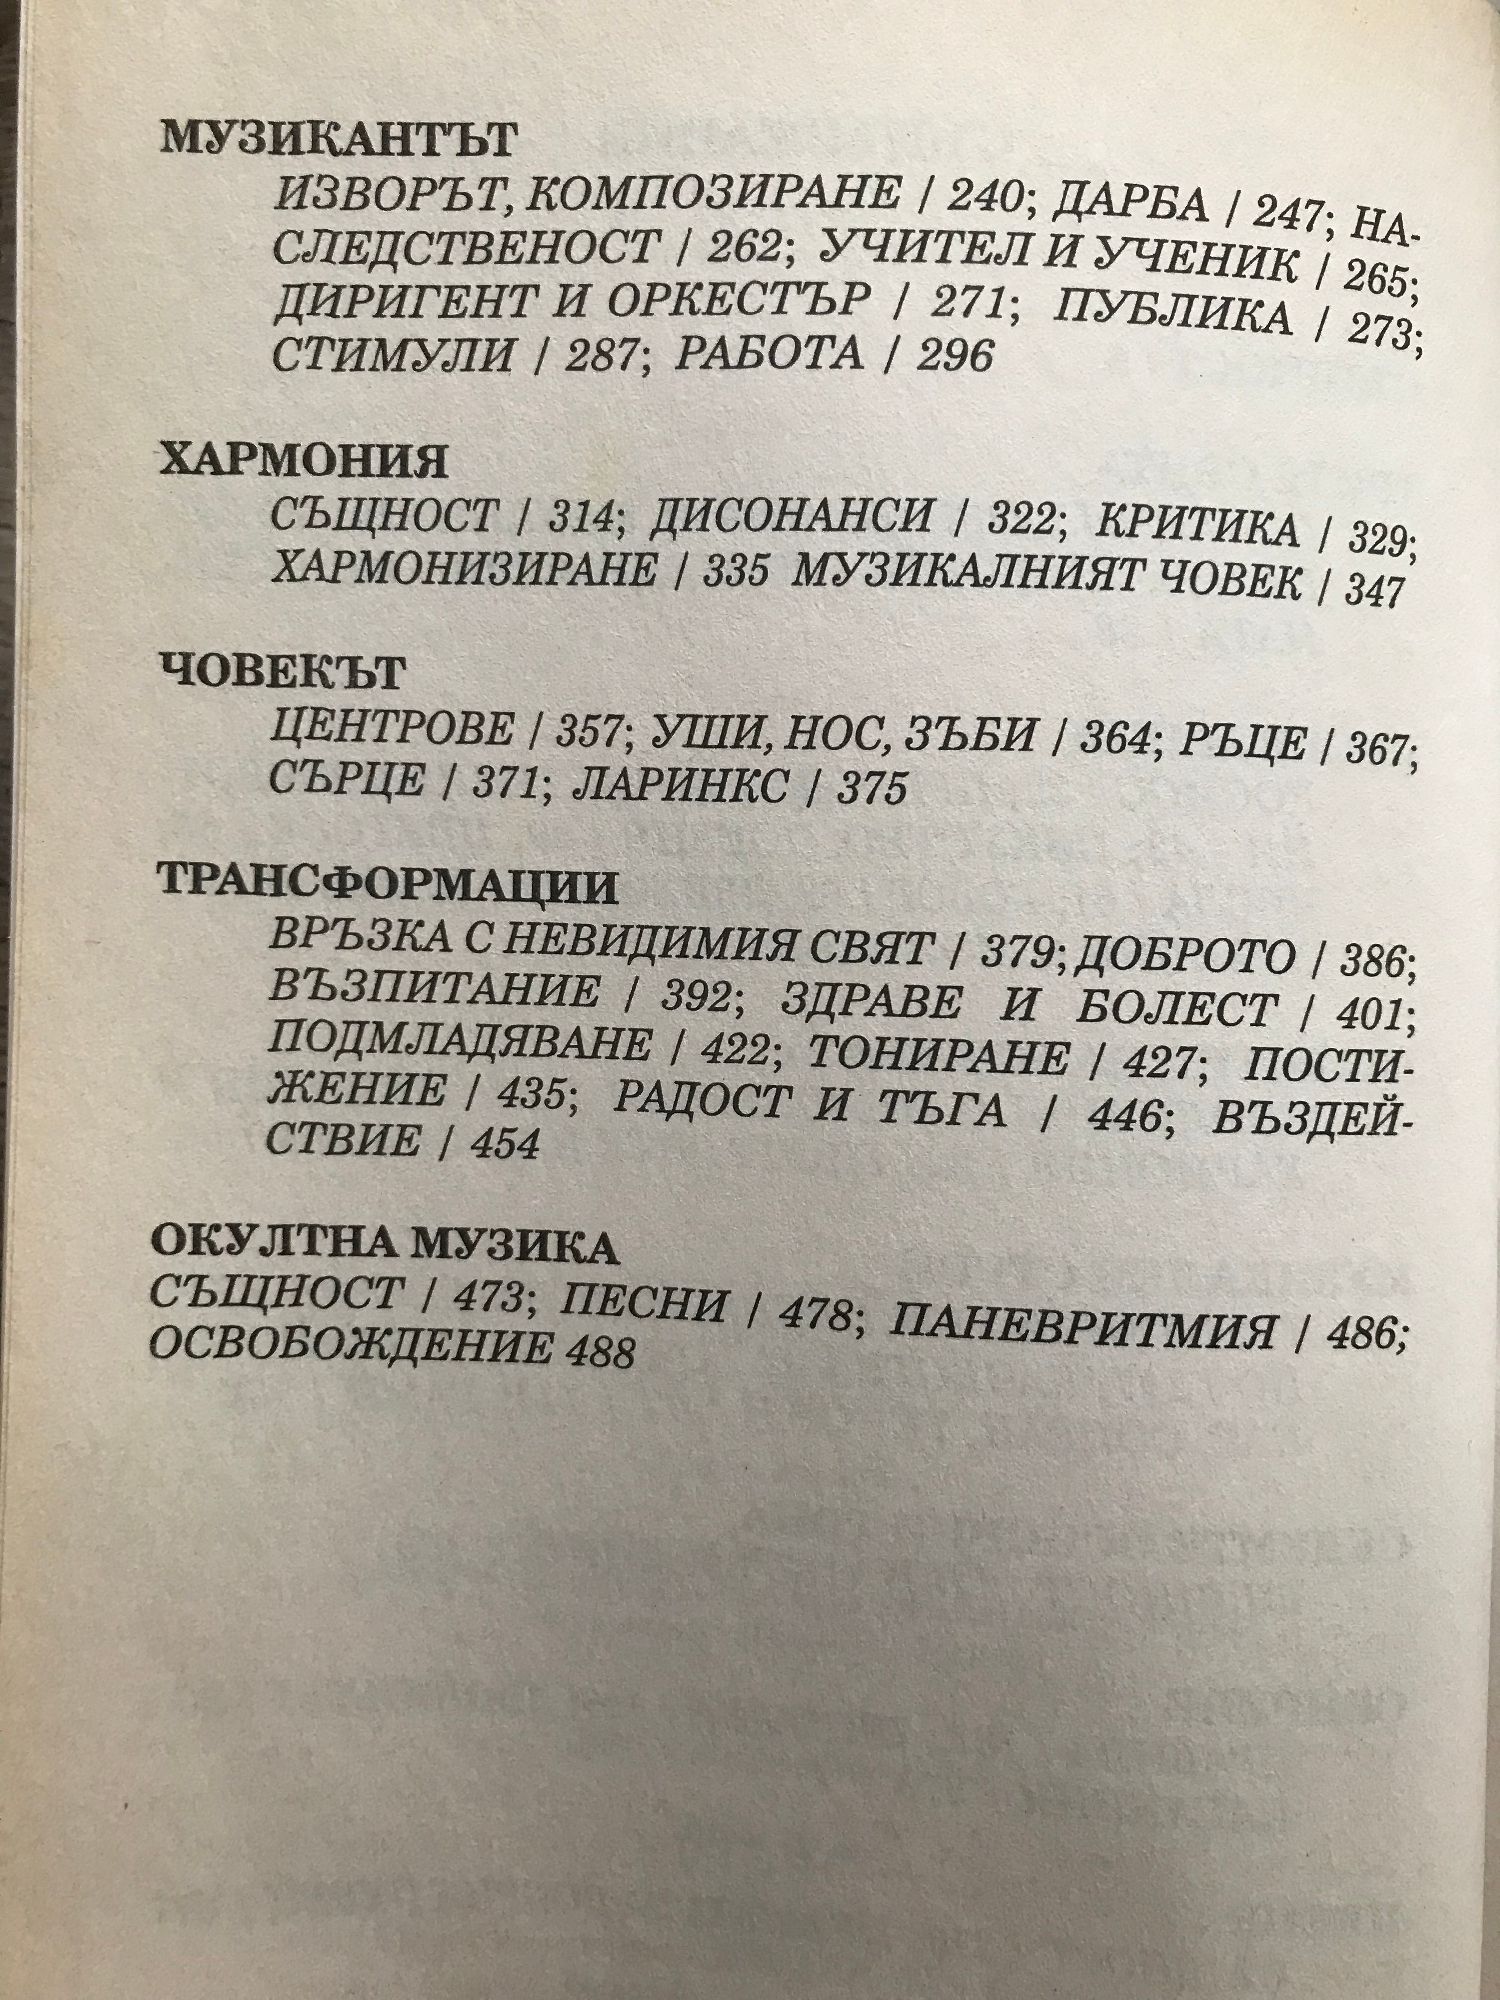 МУЗИКАНТЪТ
ИЗВОРЪТ, КОМПОЗИРАНЕ / 240; ДАРБА / 247; НА-
СЛЕДСТВЕНОСТ / 262; УЧИТЕЛ И УЧЕНИК / 265;
ДИРИГЕНТ И ОРКЕСТЪР / 271; ПУБЛИКА / 273;
СТИМУЛИ / 287; РАБОТА / 296
ХАРМОНИЯ
СЪЩНОСТ / 314; ДИСОНАНСИ / 322; КРИТИКА / 329;
ХАРМОНИЗИРАНЕ / 335 МУЗИКАЛНИЯТ ЧОВЕК / 347
ЧОВЕКЪТ
ЦЕНТРОВЕ / 357; УШИ, НОС, ЗЪБИ / 364; РЪЦЕ / 367;
СЪРЦЕ / 371; ЛАРИНКС / 375
ТРАНСФОРМАЦИИ
ВРЪЗКА С НЕВИДИМИЯ СВЯТ / 379; ДОБРОТО / 386;
ВЪЗПИТАНИЕ / 392; ЗДРАВЕ И БОЛЕСТ / 401;
ПОДМЛАДЯВАНЕ / 422; ТОНИРАНЕ / 427; ПОСТИ-
ЖЕНИЕ / 435; РАДОСТ И ТЪГА / 446; ВЪЗДЕЙ-
СТВИЕ / 454
ОКУЛТНА МУЗИКА
СЪЩНОСТ / 473; ПЕСНИ / 478; ПАНЕВРИТМИЯ / 486;
ОСВОБОЖДЕНИЕ 488